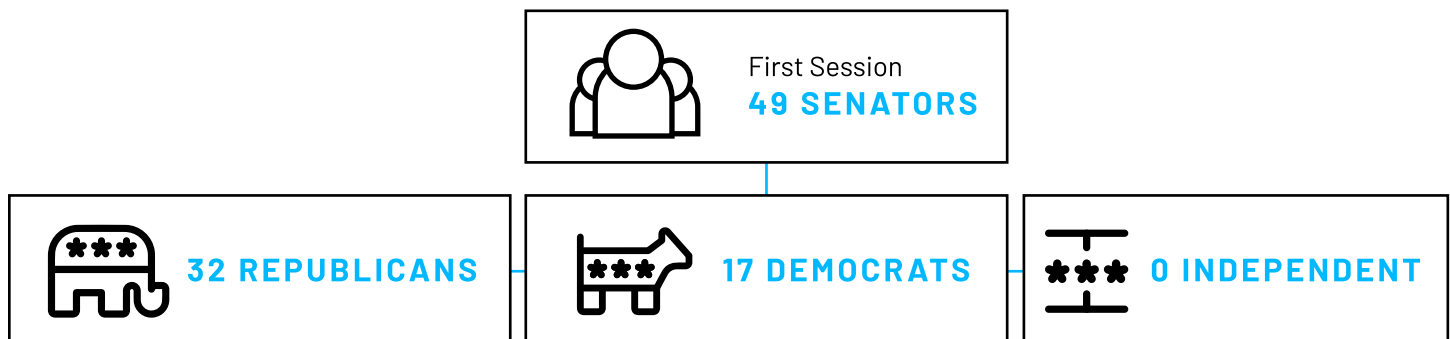 First Session
49 SENATORS
32 REPUBLICANS
17 DEMOCRATS
0 INDEPENDENT